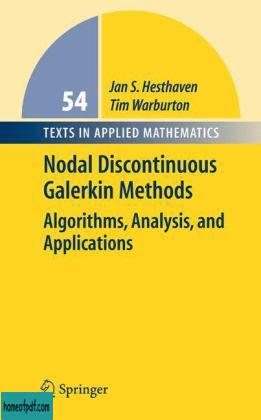 54
Jan S. Hesthaven
Tim Warburton
TEXTS IN APPLIED MATHEMATICS
Nodal Discontinuous
Galerkin Methods
Algorithms, Analysis, and
Applications
homeofpdf.com
Springer